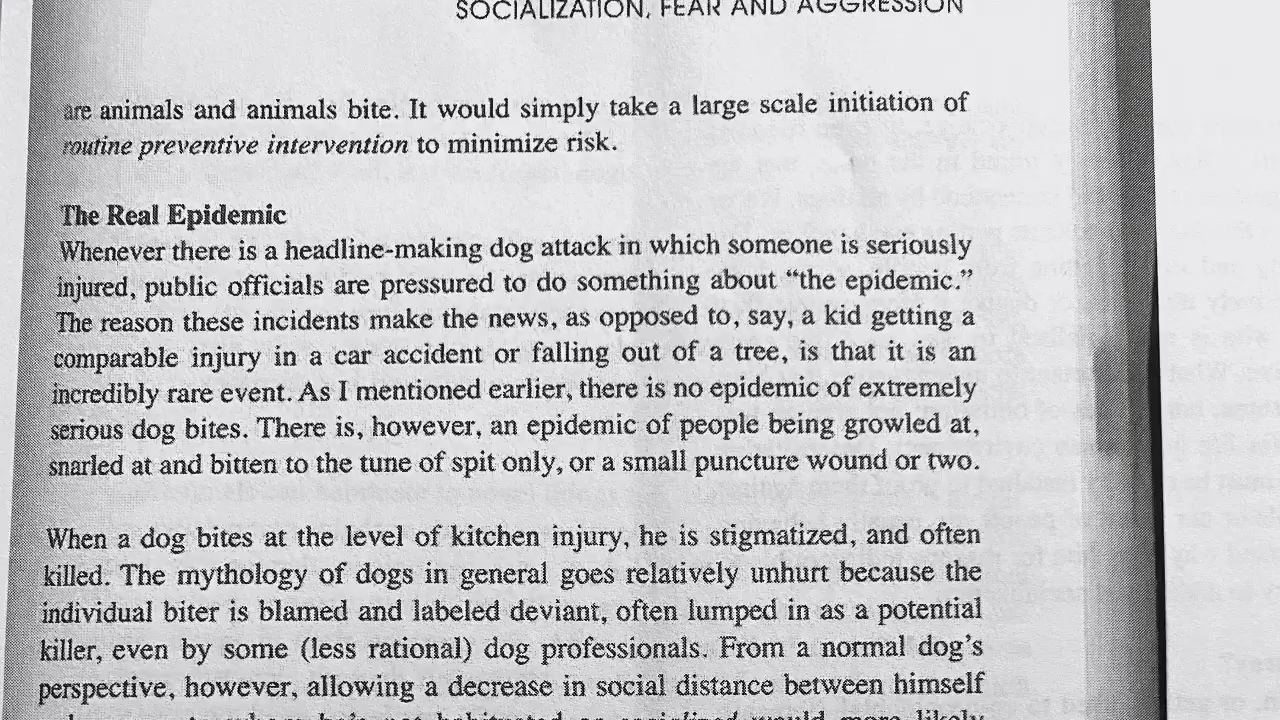 SOCIALIZATION, FEAR AND AGGRESSION
are animals and animals bite. It would simply take a large scale initiation of
routine preventive intervention to minimize risk.
The Real Epidemic
Whenever there is a headline-making dog attack in which someone is seriously
injured, public officials are pressured to do something about “the epidemic.”
The reason these incidents make the news, as opposed to, say, a kid getting a
comparable injury in a car accident or falling out of a tree, is that it is an
incredibly rare event. As I mentioned earlier, there is no epidemic of extremely
serious dog bites. There is, however, an epidemic of people being growled at,
snarled at and bitten to the tune of spit only, or a small puncture wound or two.
When a dog bites at the level of kitchen injury, he is stigmatized, and often
killed. The mythology of dogs in general goes relatively unhurt because the
individual biter is blamed and labeled deviant, often lumped in as a potential
killer, even by some (less rational) dog professionals. From a normal dog’s
perspective, however, allowing a decrease in social distance between himself
he's not habituated or socialized would more likely